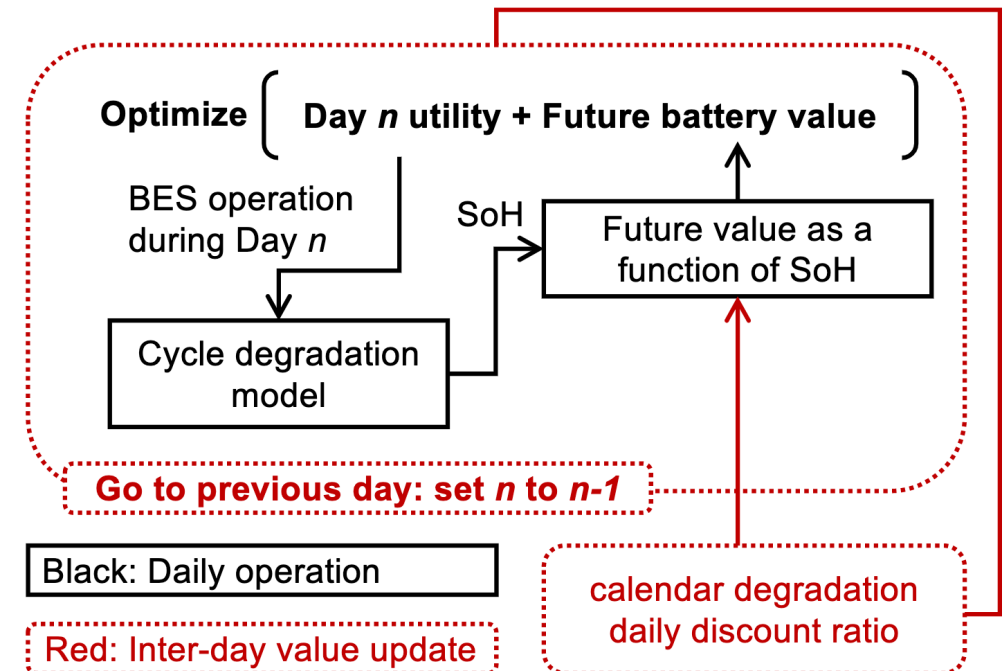 Optimize
Day n utility + Future battery value
BES operation
during Day n
SoH
Future value as a
function of SoH
Cycle degradation
model
Go to previous day: set n to n-1
Black: Daily operation
calendar degradation
daily discount ratio
Red: Inter-day value update